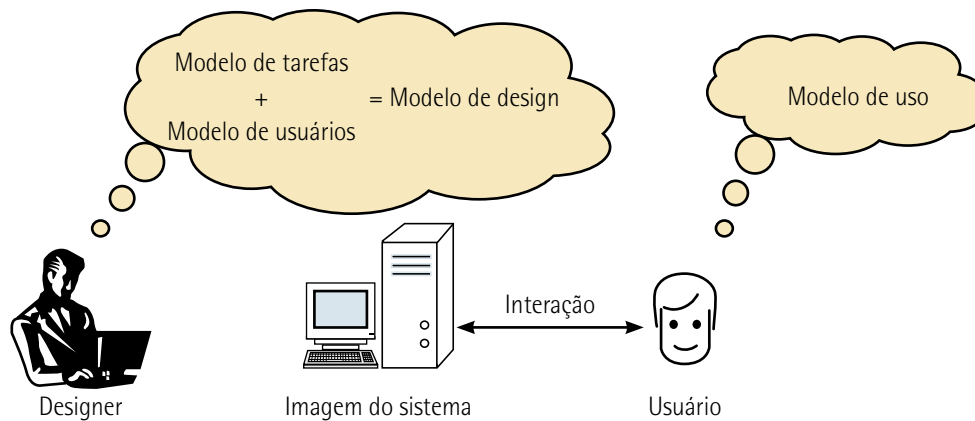 Modelo de tarefas
+
= Modelo de design
Modelo de usuários
Modelo de uso
Interação
Designer
Imagem do sistema
Usuário